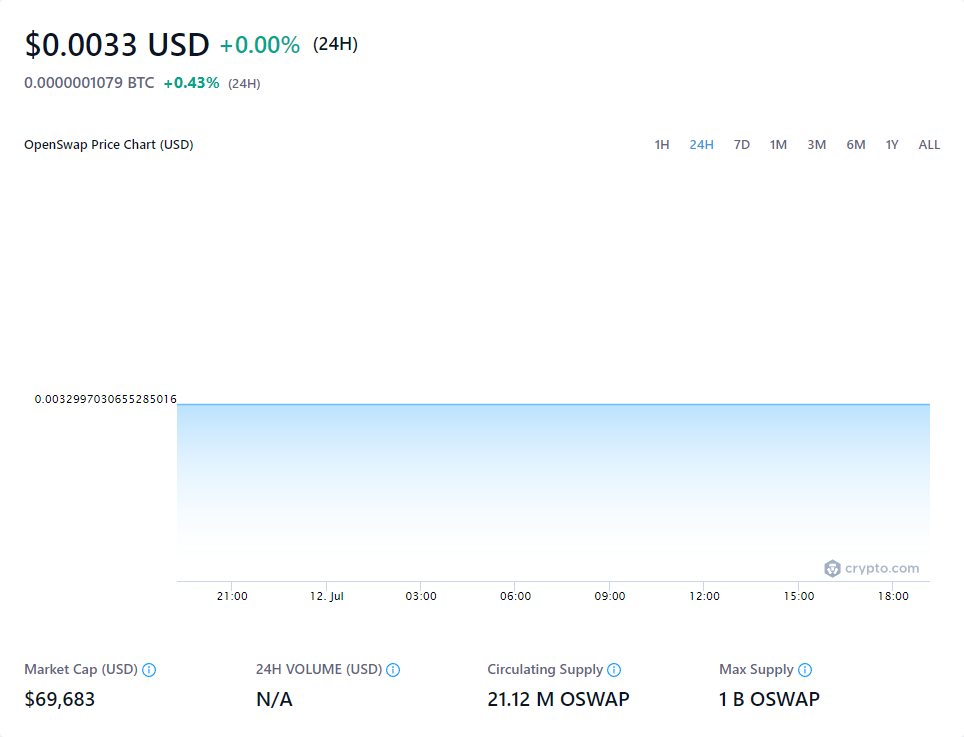 $0.0033 USD +0.00% (24H)
0.0000001079 BTC +0.43% (24H)
OpenSwap Price Chart (USD) 1H 24H 7D 1M 3M 6M 1Y ALL
0.0032997030655285016
crypto.com
21:00 12. Jul 03:00 06:00 09:00 12:00 15:00 18:00
Market Cap (USD) 24H VOLUME (USD) Circulating Supply Max Supply
$69,683 N/A 21.12 M OSWAP 1 B OSWAP